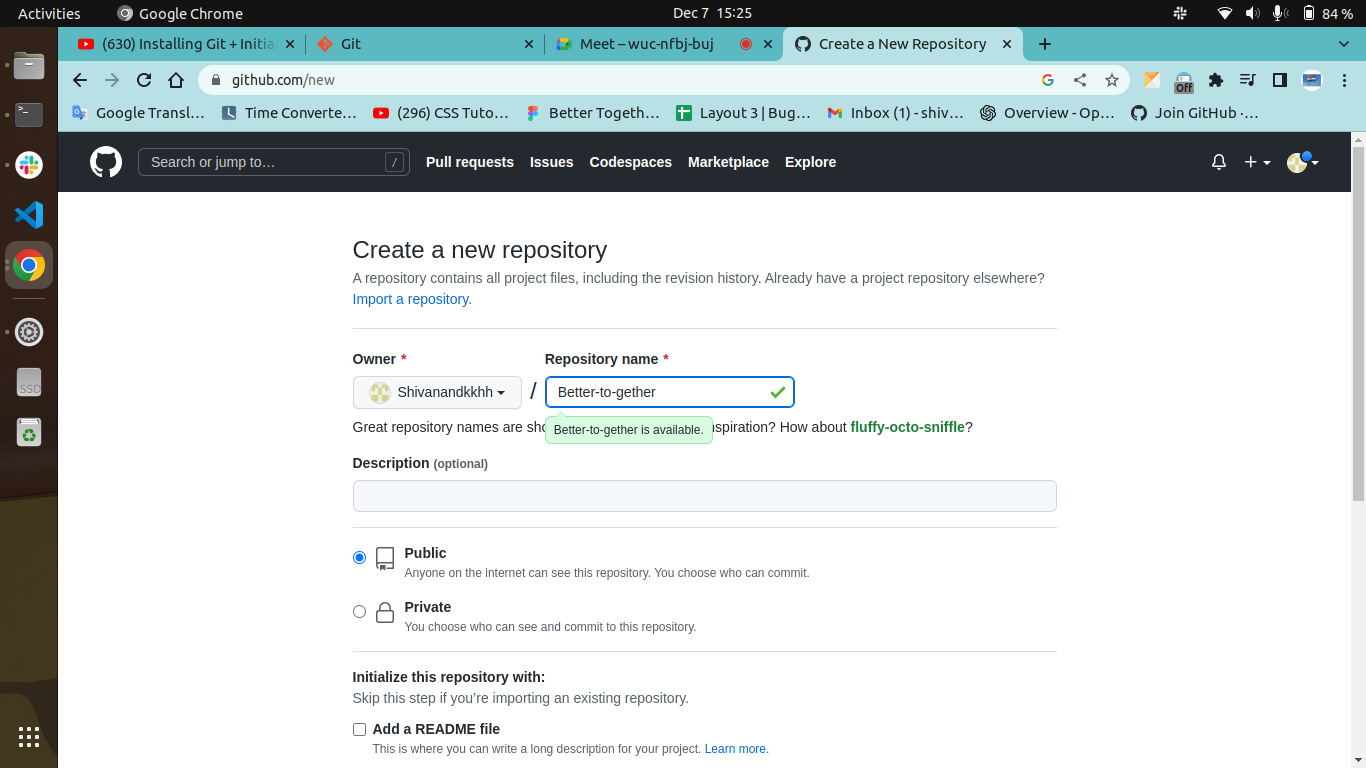 Activities Google Chrome Dec 7 15:25 84 %
(630) Installing Git + Initia Git Meet – wuc-nfbj-buj Create a New Repository
github.com/new Off
Google Transl… Time Converte… (296) CSS Tuto… Better Togeth… Layout 3 | Bug… Inbox (1) - shiv… Overview - Op… Join GitHub ·…
>_
Search or jump to… / Pull requests Issues Codespaces Marketplace Explore
Create a new repository
A repository contains all project files, including the revision history. Already have a project repository elsewhere?
Import a repository.
Owner * Repository name *
Shivanandkkhh / Better-to-gether
SSD
Great repository names are sho Better-to-gether is available. spiration? How about fluffy-octo-sniffle?
Description (optional)
Public
Anyone on the internet can see this repository. You choose who can commit.
Private
You choose who can see and commit to this repository.
Initialize this repository with:
Skip this step if you’re importing an existing repository.
Add a README file
This is where you can write a long description for your project. Learn more.